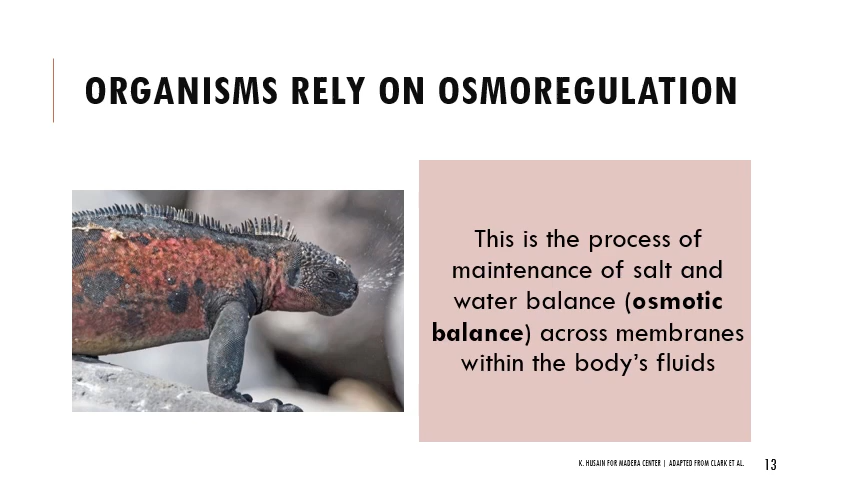 ORGANISMS RELY ON OSMOREGULATION
This is the process of
maintenance of salt and
water balance (osmotic
balance) across membranes
within the body’s fluids
K. HUSAIN FOR MADERA CENTER | ADAPTED FROM CLARK ET AL.
13